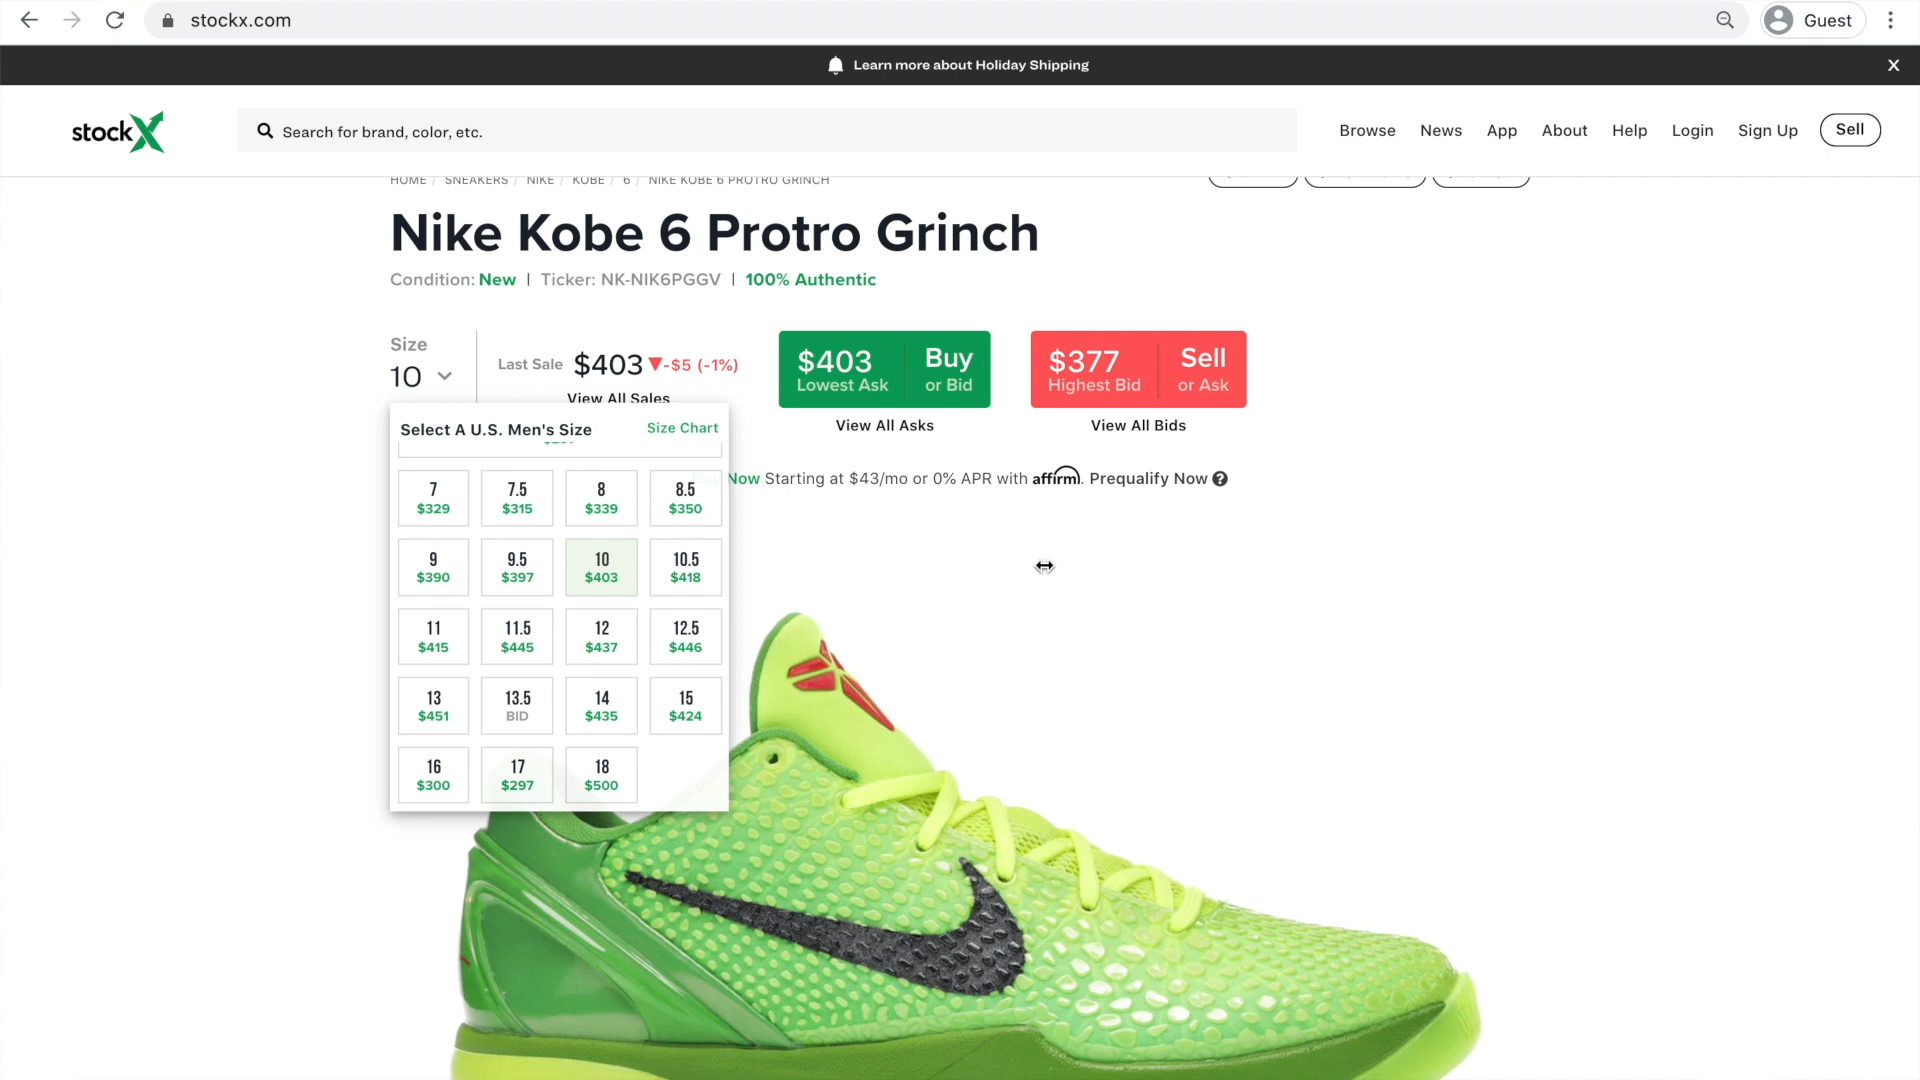 stockx.com
Guest
Learn more about Holiday Shipping
X
stockX
Search for brand, color, etc.
Browse
News
App
About
Help
Login
Sign Up
Sell
HOME / SNEAKERS / NIKE / KOBE / 6 / NIKE KOBE 6 PROTRO GRINCH
Nike Kobe 6 Protro Grinch
Condition: New | Ticker: NK-NIK6PGGV | 100% Authentic
Size
10
Last Sale $403 ▼-$5 (-1%)
View All Sales
$403 Buy
Lowest Ask or Bid
View All Asks
$377 Sell
Highest Bid or Ask
View All Bids
Now Starting at $43/mo or 0% APR with affirm. Prequalify Now ?
Select A U.S. Men's Size Size Chart
7 7.5 8 8.5
$329 $315 $339 $350
9 9.5 10 10.5
$390 $397 $403 $418
11 11.5 12 12.5
$415 $445 $437 $446
13 13.5 14 15
$451 BID $435 $424
16 17 18
$300 $297 $500